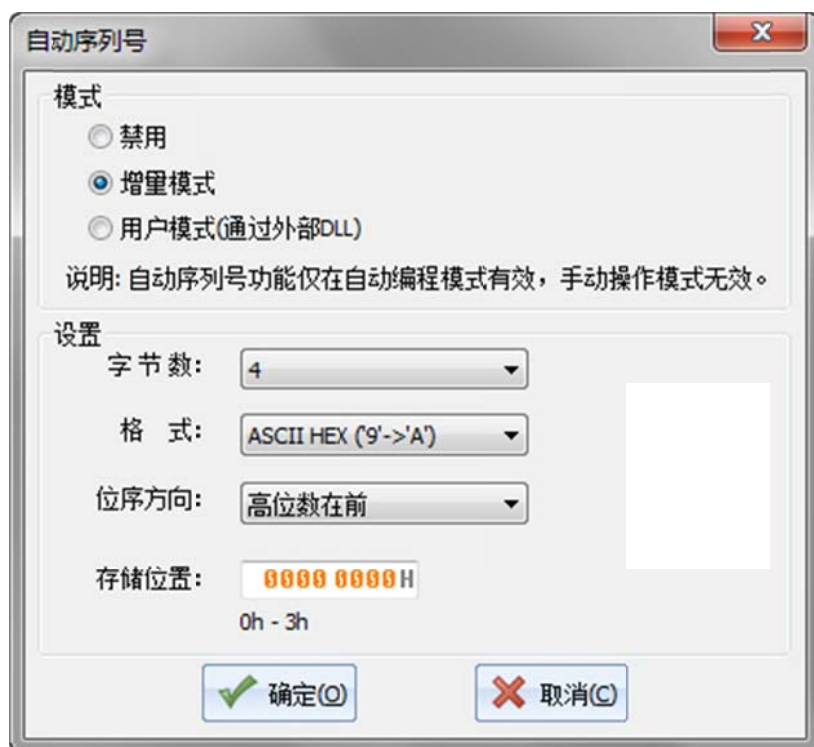 自动序列号
模式
禁用
增量模式
用户模式(通过外部DLL)
说明: 自动序列号功能仅在自动编程模式有效，手动操作模式无效。
设置
字 节 数: 4
格 式: ASCII HEX ('9'->'A')
位序方向: 高位数在前
存储位置: 0000 0000H
0h - 3h
确定(O) 取消(C)